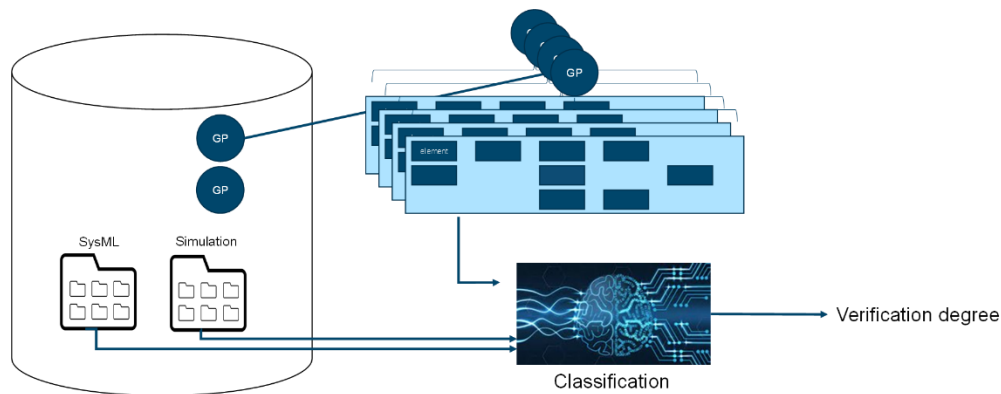 GP
GP
element
GP
SysML
Simulation
Verification degree
Classification